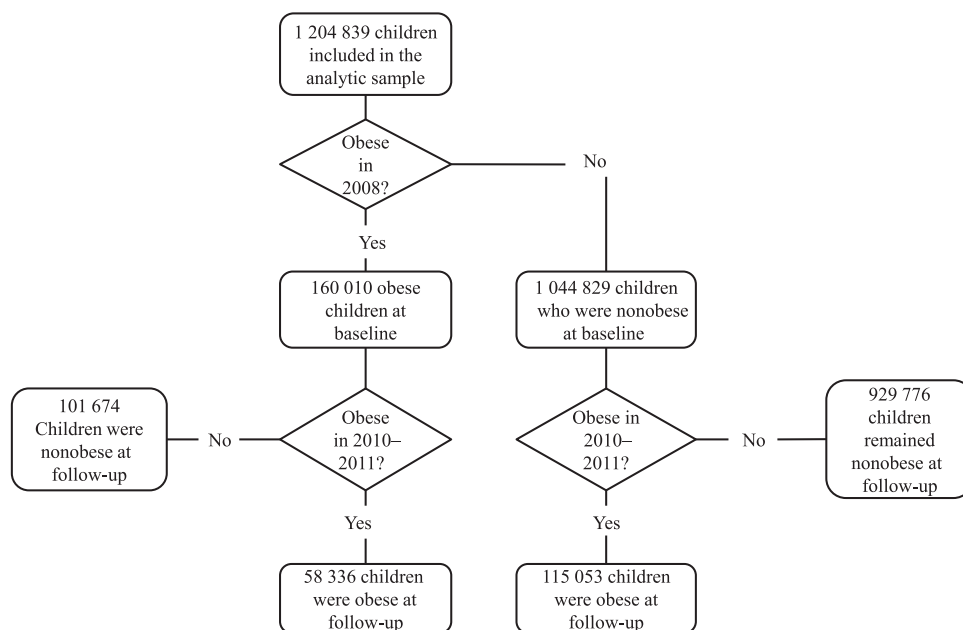 1 204 839 children
included in the
analytic sample
Obese
in
2008?
No
Yes
160 010 obese
children at
baseline
1 044 829 children
who were nonobese
at baseline
101 674
Children were
nonobese at
follow-up
No
Obese
in 2010–
2011?
Obese in
2010–
2011?
No
929 776
children
remained
nonobese at
follow-up
Yes
Yes
58 336 children
were obese at
follow-up
115 053 children
were obese at
follow-up